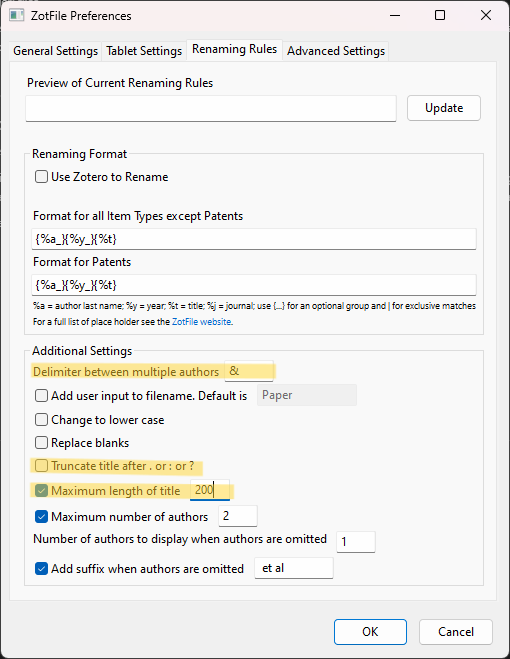 ZotFile Preferences
General Settings Tablet Settings Renaming Rules Advanced Settings
Preview of Current Renaming Rules
Update
Renaming Format
Use Zotero to Rename
Format for all Item Types except Patents
{%a_}{%y_}{%t}
Format for Patents
{%a_}{%y_}{%t}
%a = author last name; %y = year; %t = title; %j = journal; use {...} for an optional group and | for exclusive matches
For a full list of place holder see the ZotFile website.
Additional Settings
Delimiter between multiple authors &
Add user input to filename. Default is Paper
Change to lower case
Replace blanks
Truncate title after . or : or ?
Maximum length of title 200
Maximum number of authors 2
Number of authors to display when authors are omitted 1
Add suffix when authors are omitted et al
OK Cancel